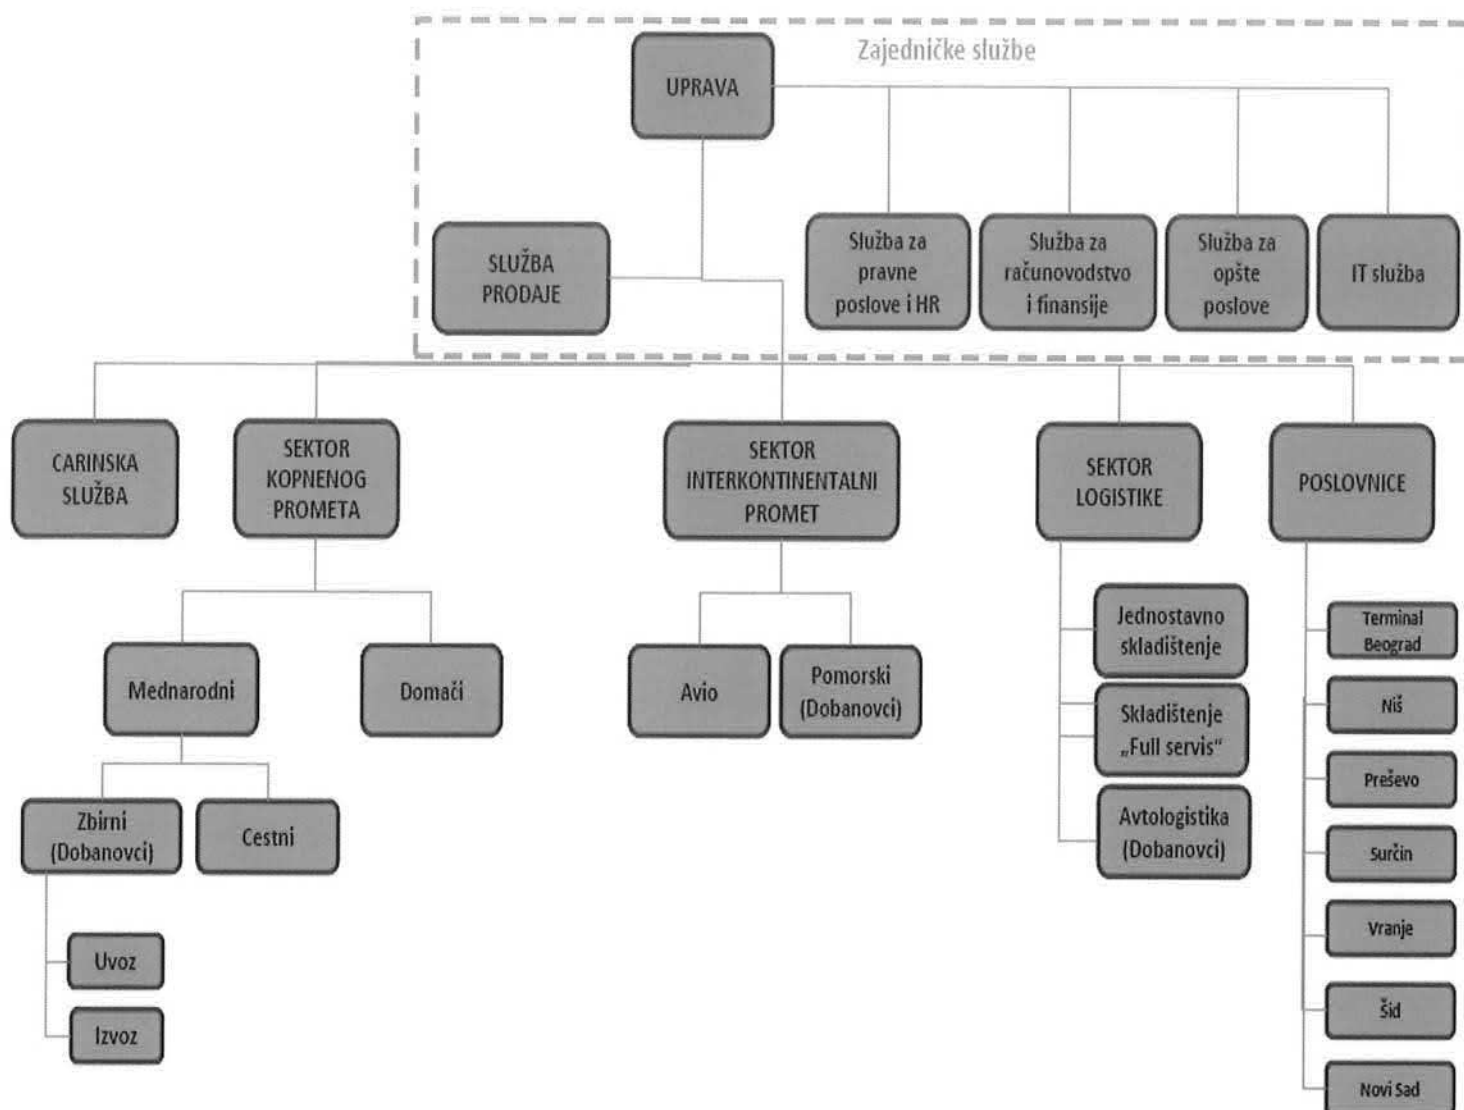 Zajedničke službe
UPRAVA
SLUŽBA
PRODAJE
Služba za
pravne
poslove i HR
Služba za
računovodstvo
i finansije
Služba za
opšte
poslove
IT služba
CARINSKA
SLUŽBA
SEKTOR
KOPNENOG
PROMETA
SEKTOR
INTERKONTINENTALNI
PROMET
SEKTOR
LOGISTIKE
POSLOVNICE
Mednarodni
Domači
Avio
Pomorski
(Dobanovci)
Jednostavno
skladištenje
Skladištenje
„Full servis“
Avtologistika
(Dobanovci)
Terminal
Beograd
Niš
Preševo
Surčin
Vranje
Šid
Novi Sad
Zbirni
(Dobanovci)
Cestni
Uvoz
Izvoz